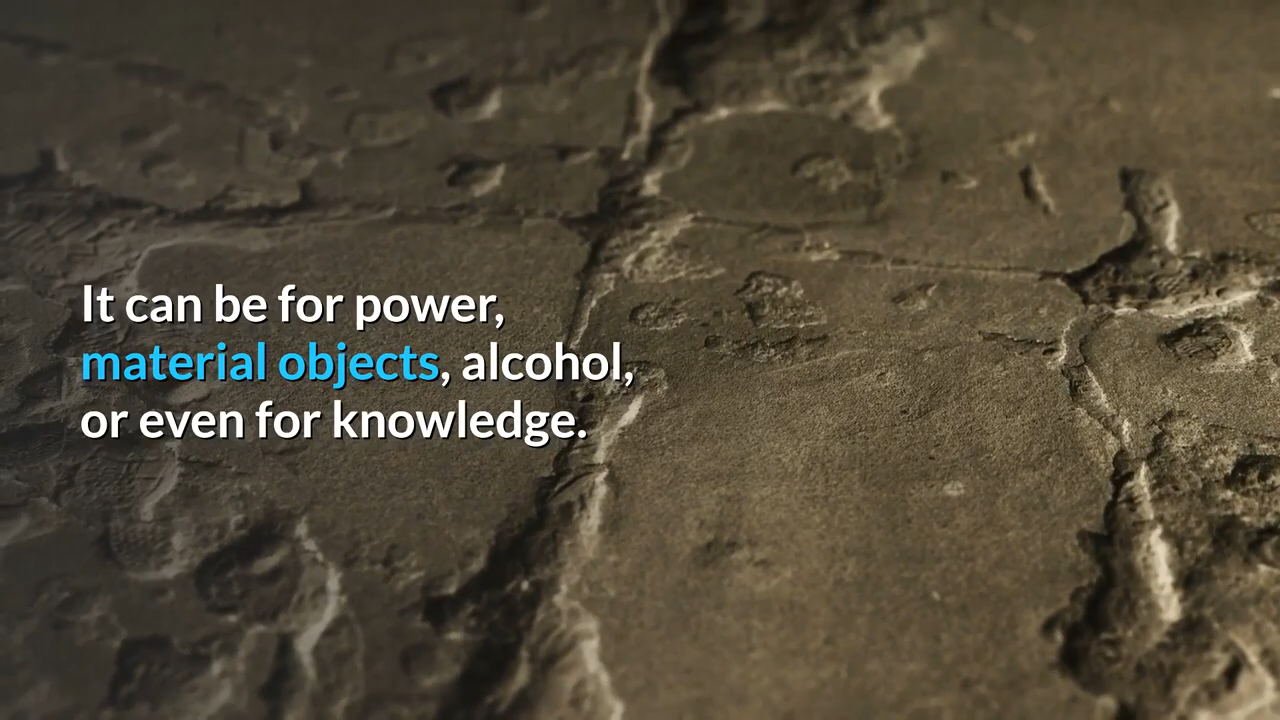 It can be for power,
material objects, alcohol,
or even for knowledge.